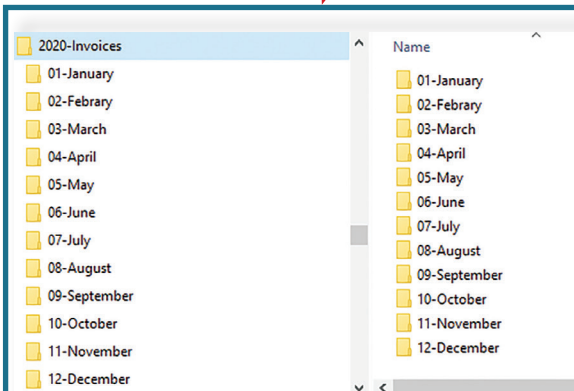 2020-Invoices
01-January
02-Febrary
03-March
04-April
05-May
06-June
07-July
08-August
09-September
10-October
11-November
12-December
Name
01-January
02-Febrary
03-March
04-April
05-May
06-June
07-July
08-August
09-September
10-October
11-November
12-December